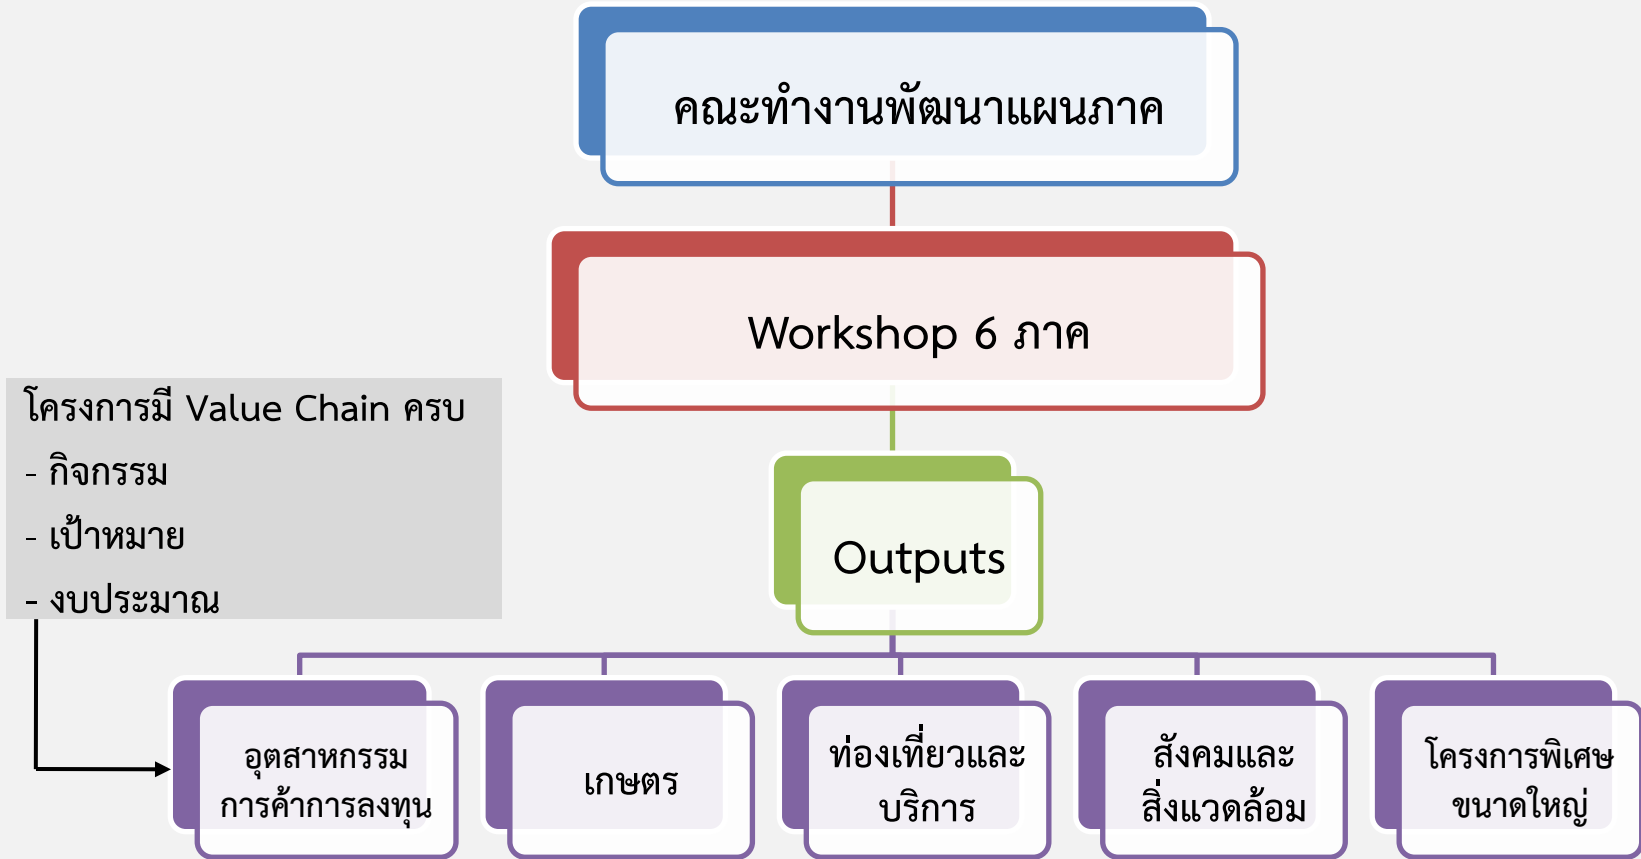 คณะทำงานพัฒนาแผนภาค
Workshop 6 ภาค
โครงการมี Value Chain ครบ
- กิจกรรม
- เป้าหมาย
- งบประมาณ
Outputs
อุตสาหกรรม
การค้าการลงทุน
เกษตร
ท่องเที่ยวและ
บริการ
สังคมและ
สิ่งแวดล้อม
โครงการพิเศษ
ขนาดใหญ่